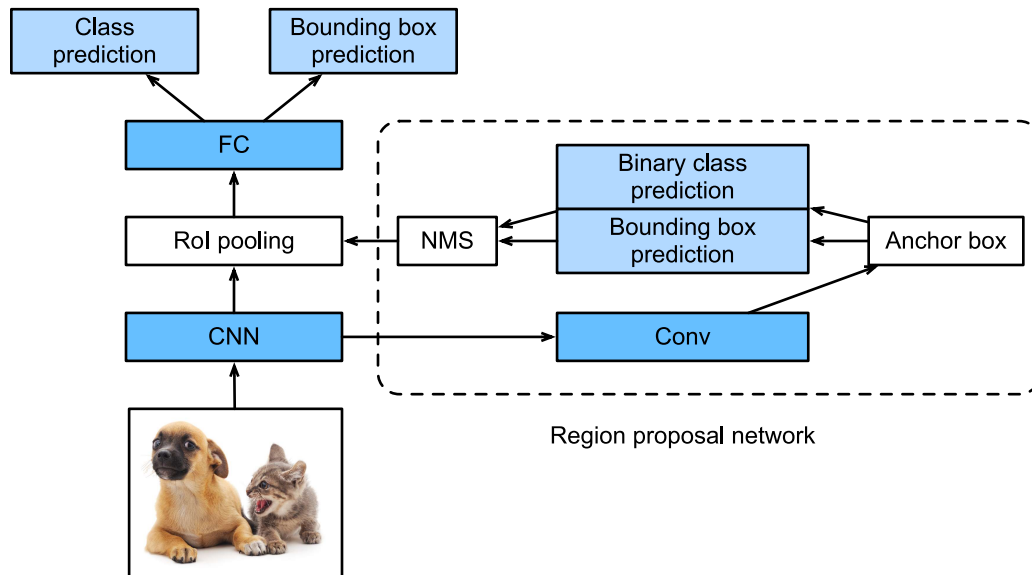 Class
prediction
Bounding box
prediction
FC
Binary class
prediction
RoI pooling
NMS
Bounding box
prediction
Anchor box
CNN
Conv
Region proposal network